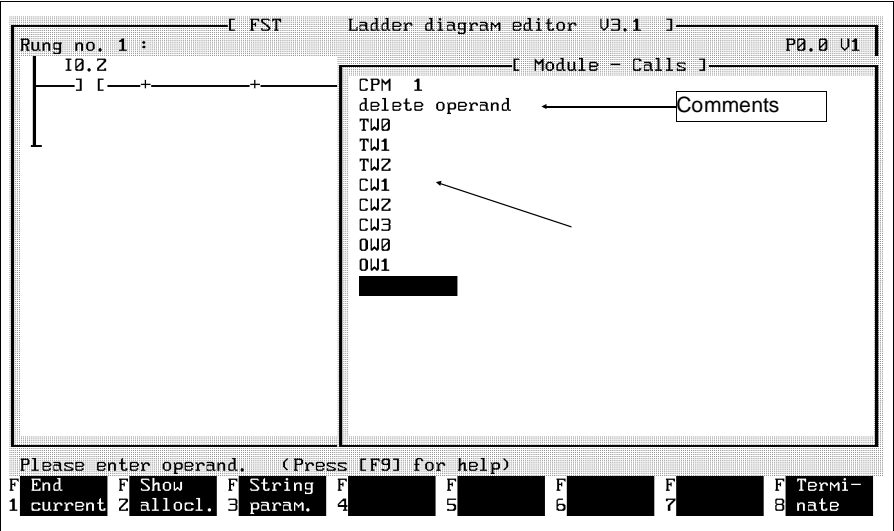 [ FST Ladder diagram editor V3.1 ]
Rung no. 1 : P0.0 V1
I0.2
[ Module - Calls ]
] [ + +
CPM 1
delete operand
Comments
TW0
TW1
TW2
CW1
CW2
CW3
OW0
OW1
Please enter operand. (Press [F9] for help)
F1 End current
F2 Show allocl.
F3 String param.
F4
F5
F6
F7
F8 Termi-nate